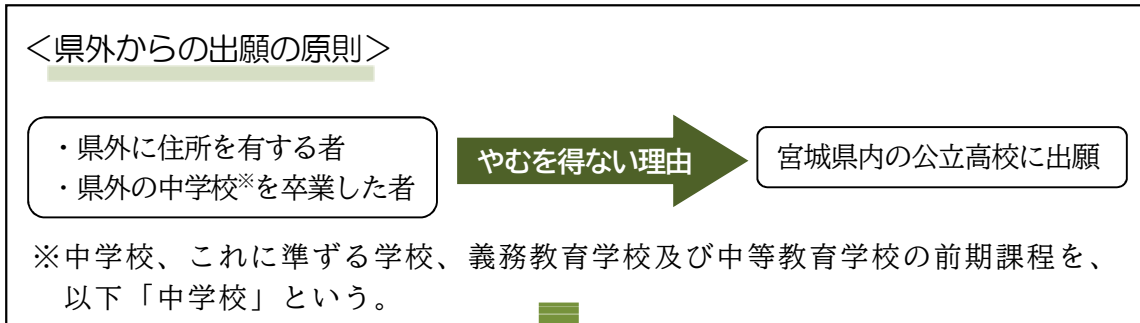 ＜県外からの出願の原則＞
・県外に住所を有する者
・県外の中学校※を卒業した者
やむを得ない理由
宮城県内の公立高校に出願
※中学校、これに準ずる学校、義務教育学校及び中等教育学校の前期課程を、
以下「中学校」という。